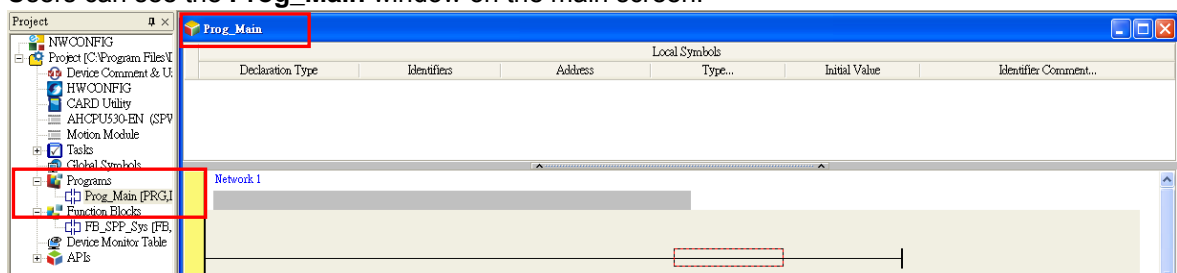 Users can see the Prog_Main window on the main screen.
Project
NWCONFIG
Project [C:\Program Files\
Device Comment & U:
HWCONFIG
CARD Utility
AHCPU530-EN (SPV
Motion Module
Tasks
Global Symbols
Programs
Prog_Main [PRG,
Function Blocks
FB_SPP_Sys [FB,
Device Monitor Table
APIs
Prog_Main
Local Symbols
Declaration Type Identifiers Address Type... Initial Value Identifier Comment...
Network 1